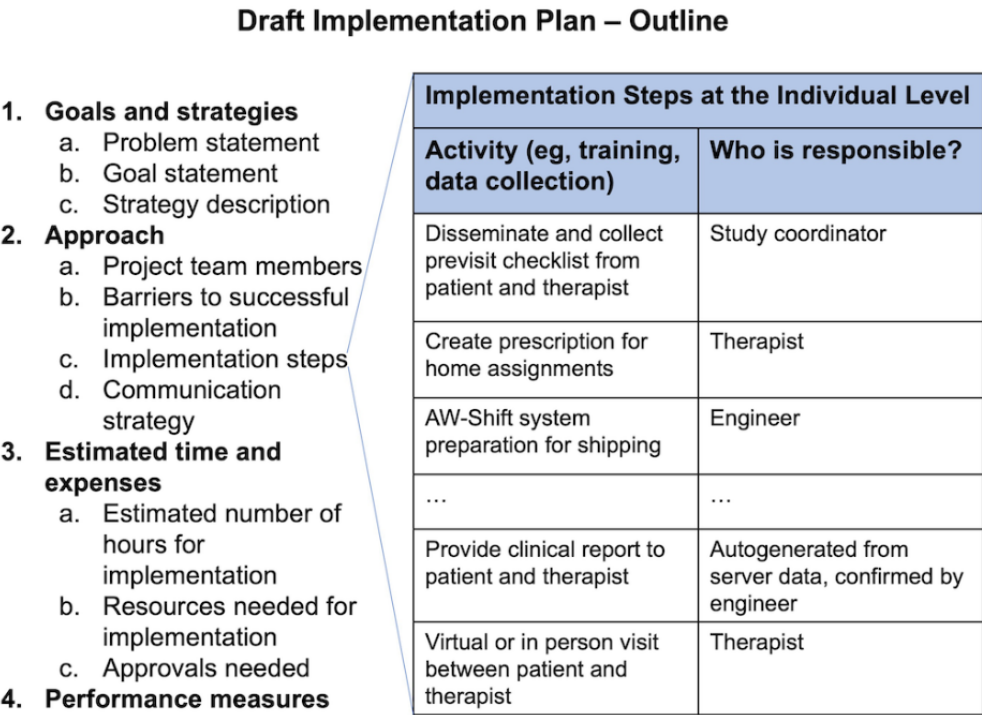 Draft Implementation Plan – Outline
1. Goals and strategies
a. Problem statement
b. Goal statement
c. Strategy description
2. Approach
a. Project team members
b. Barriers to successful
implementation
c. Implementation steps
d. Communication
strategy
3. Estimated time and
expenses
a. Estimated number of
hours for
implementation
b. Resources needed for
implementation
c. Approvals needed
4. Performance measures
Implementation Steps at the Individual Level
Activity (eg, training,
data collection)
Who is responsible?
Disseminate and collect
previsit checklist from
patient and therapist
Study coordinator
Create prescription for
home assignments
Therapist
AW-Shift system
preparation for shipping
Engineer
...
...
Provide clinical report to
patient and therapist
Autogenerated from
server data, confirmed by
engineer
Virtual or in person visit
between patient and
therapist
Therapist